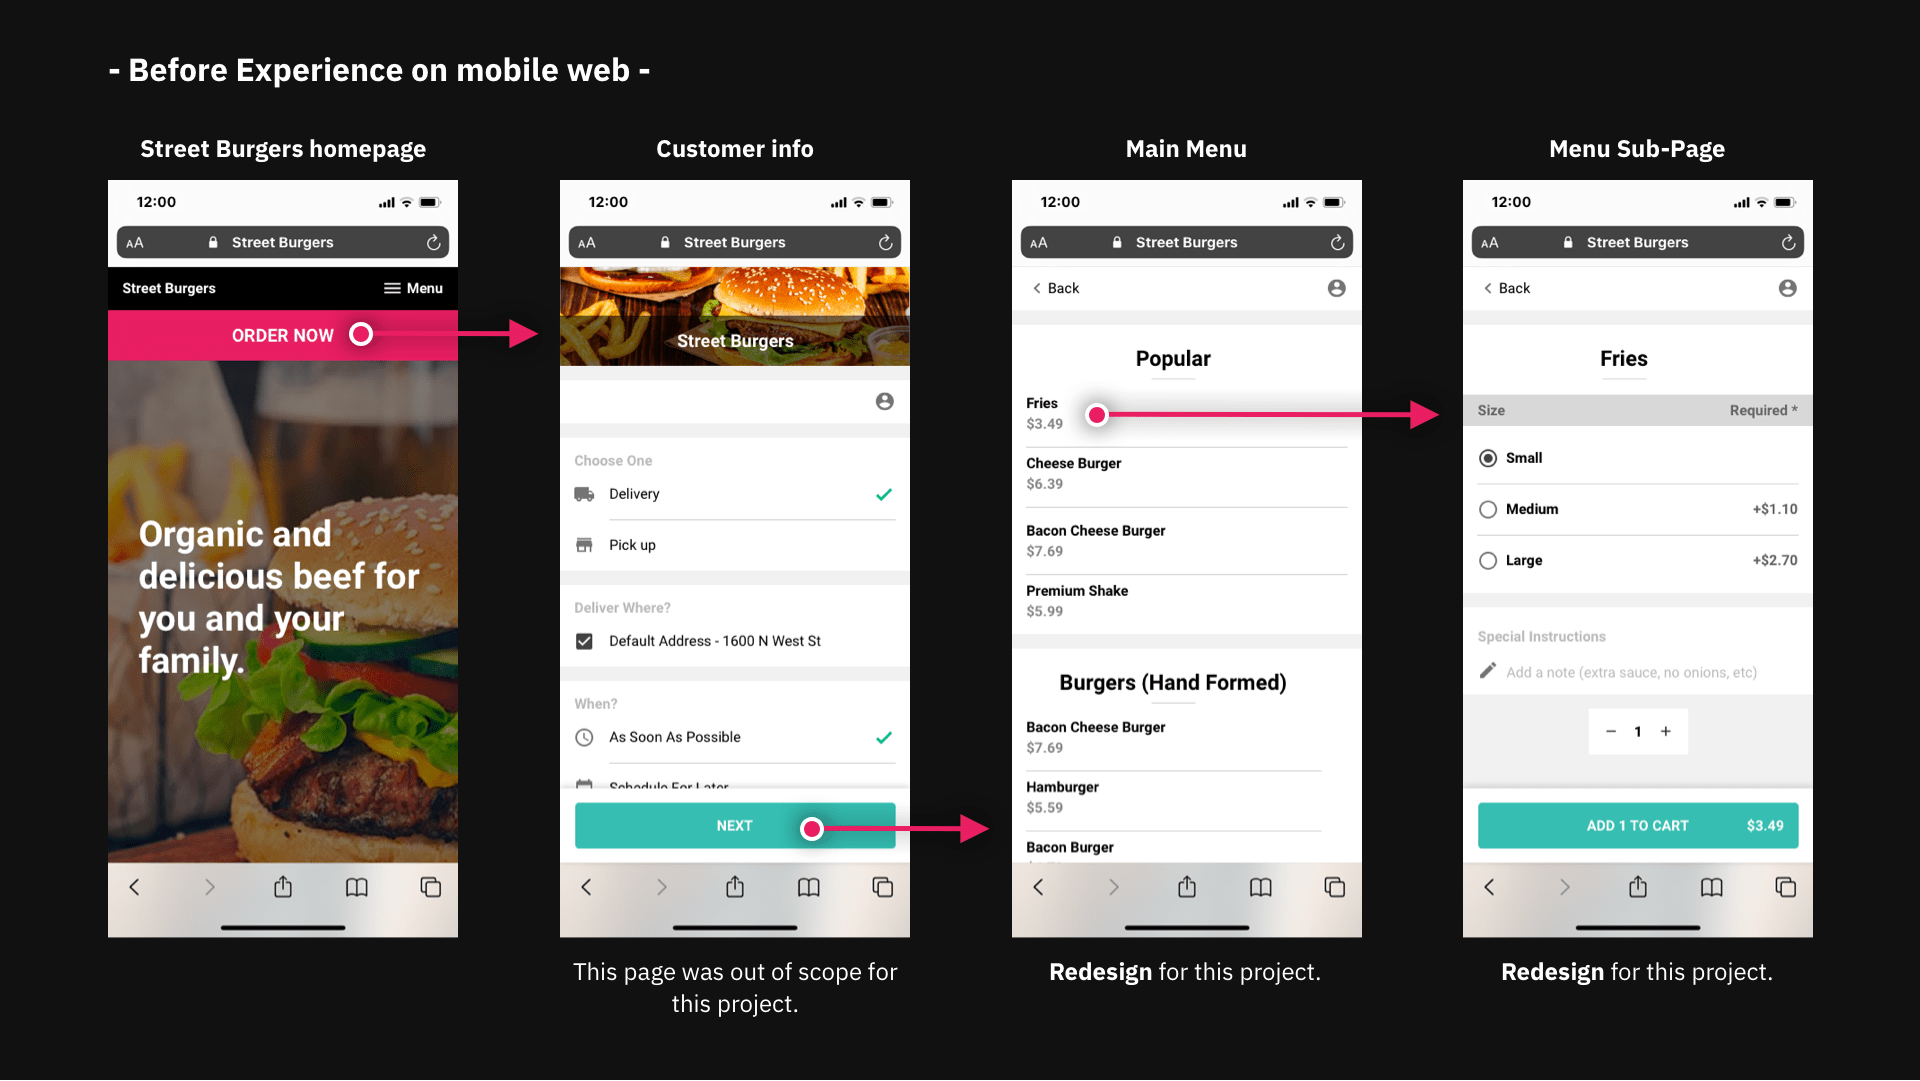 - Before Experience on mobile web -
Street Burgers homepage
12:00
AA
Street Burgers
Street Burgers
Menu
ORDER NOW
Organic and
delicious beef for
you and your
family.
Customer info
12:00
AA
Street Burgers
Street Burgers
Choose One
Delivery
Pick up
Deliver Where?
Default Address - 1600 N West St
When?
As Soon As Possible
Schedule For Later
NEXT
This page was out of scope for
this project.
Main Menu
12:00
AA
Street Burgers
Back
Popular
Fries
$3.49
Cheese Burger
$6.39
Bacon Cheese Burger
$7.69
Premium Shake
$5.99
Burgers (Hand Formed)
Bacon Cheese Burger
$7.69
Hamburger
$5.59
Bacon Burger
Redesign for this project.
Menu Sub-Page
12:00
AA
Street Burgers
Back
Fries
Size Required *
Small
Medium +$1.10
Large +$2.70
Special Instructions
Add a note (extra sauce, no onions, etc)
− 1 +
ADD 1 TO CART $3.49
Redesign for this project.